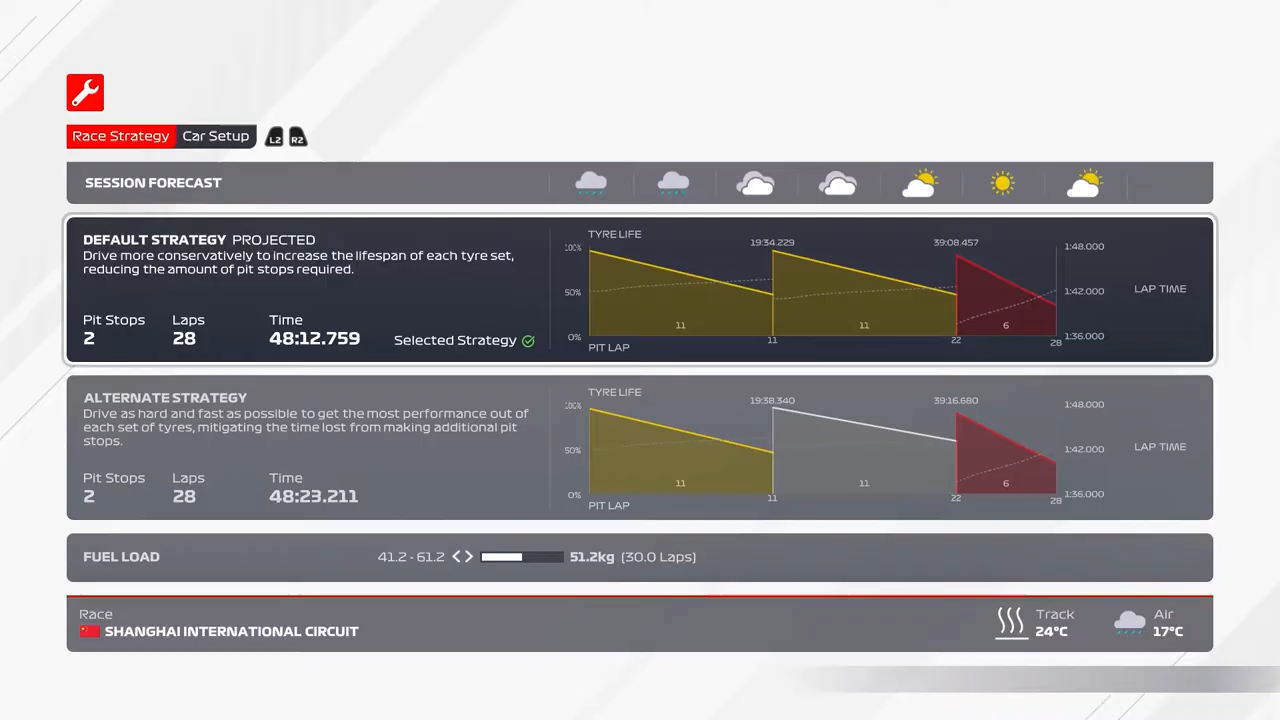 Race Strategy Car Setup L2 R2
SESSION FORECAST
DEFAULT STRATEGY PROJECTED
Drive more conservatively to increase the lifespan of each tyre set,
reducing the amount of pit stops required.
Pit Stops Laps Time
2 28 48:12.759 Selected Strategy
TYRE LIFE
100% 19:34.229 39:08.457 1:48.000
50% 1:42.000 LAP TIME
11 11 6
0% 11 22 28 1:36.000
PIT LAP
ALTERNATE STRATEGY
Drive as hard and fast as possible to get the most performance out of
each set of tyres, mitigating the time lost from making additional pit
stops.
Pit Stops Laps Time
2 28 48:23.211
TYRE LIFE
100% 19:38.340 39:16.680 1:48.000
50% 1:42.000 LAP TIME
11 11 6
0% 11 22 28 1:36.000
PIT LAP
FUEL LOAD 41.2 - 61.2 51.2kg (30.0 Laps)
Race
SHANGHAI INTERNATIONAL CIRCUIT
Track
24°C
Air
17°C